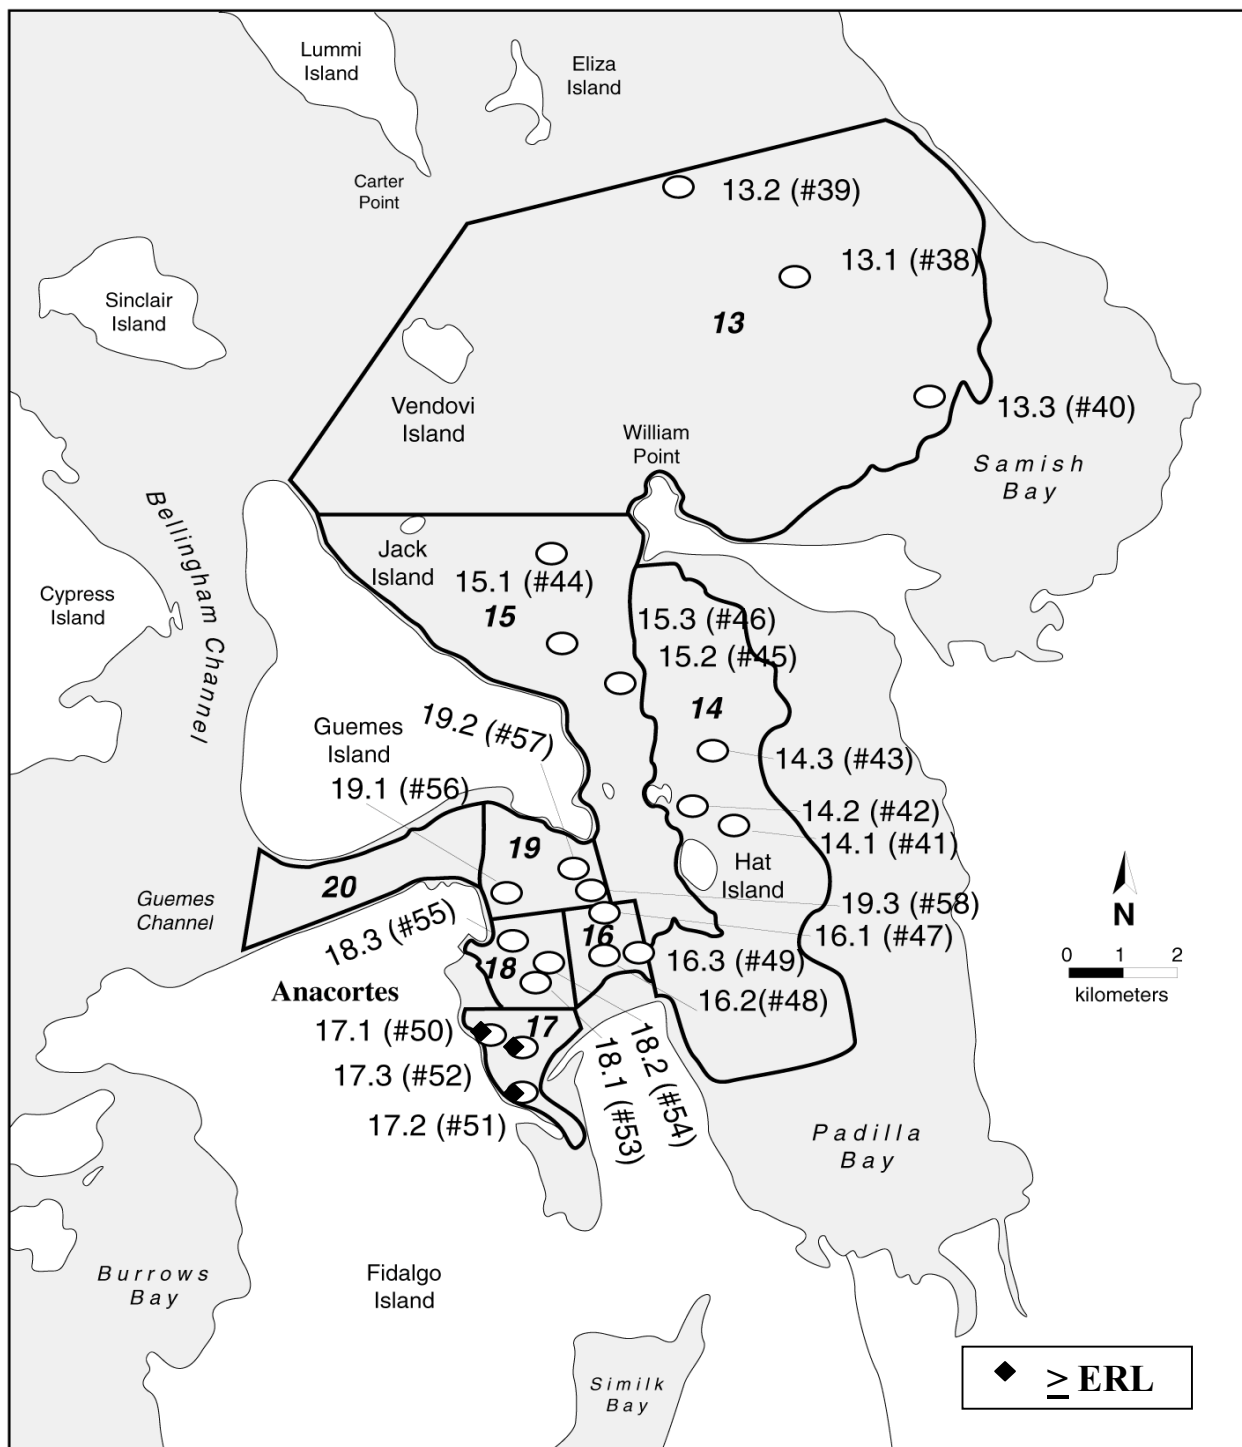 Lummi
Island
Eliza
Island
Carter
Point
13.2 (#39)
13.1 (#38)
Sinclair
Island
13
Vendovi
Island
13.3 (#40)
William
Point
Samish
Bay
Bellingham Channel
Jack
Island
15.1 (#44)
15
Cypress
Island
15.3 (#46)
15.2 (#45)
14
19.2 (#57)
Guemes
Island
14.3 (#43)
19.1 (#56)
14.2 (#42)
14.1 (#41)
19
Hat
Island
20
Guemes
Channel
19.3 (#58)
N
18.3 (#55)
16
16.1 (#47)
18
16.3 (#49)
0 1 2
kilometers
Anacortes
16.2(#48)
17.1 (#50)
17
17.3 (#52)
18.2 (#54)
18.1 (#53)
17.2 (#51)
Padilla
Bay
Burrows
Bay
Fidalgo
Island
Similk
Bay
≥ ERL